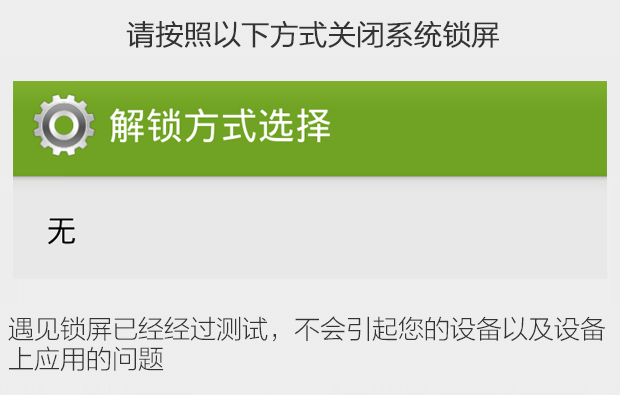 请按照以下方式关闭系统锁屏
解锁方式选择
无
遇见锁屏已经经过测试，不会引起您的设备以及设备
上应用的问题